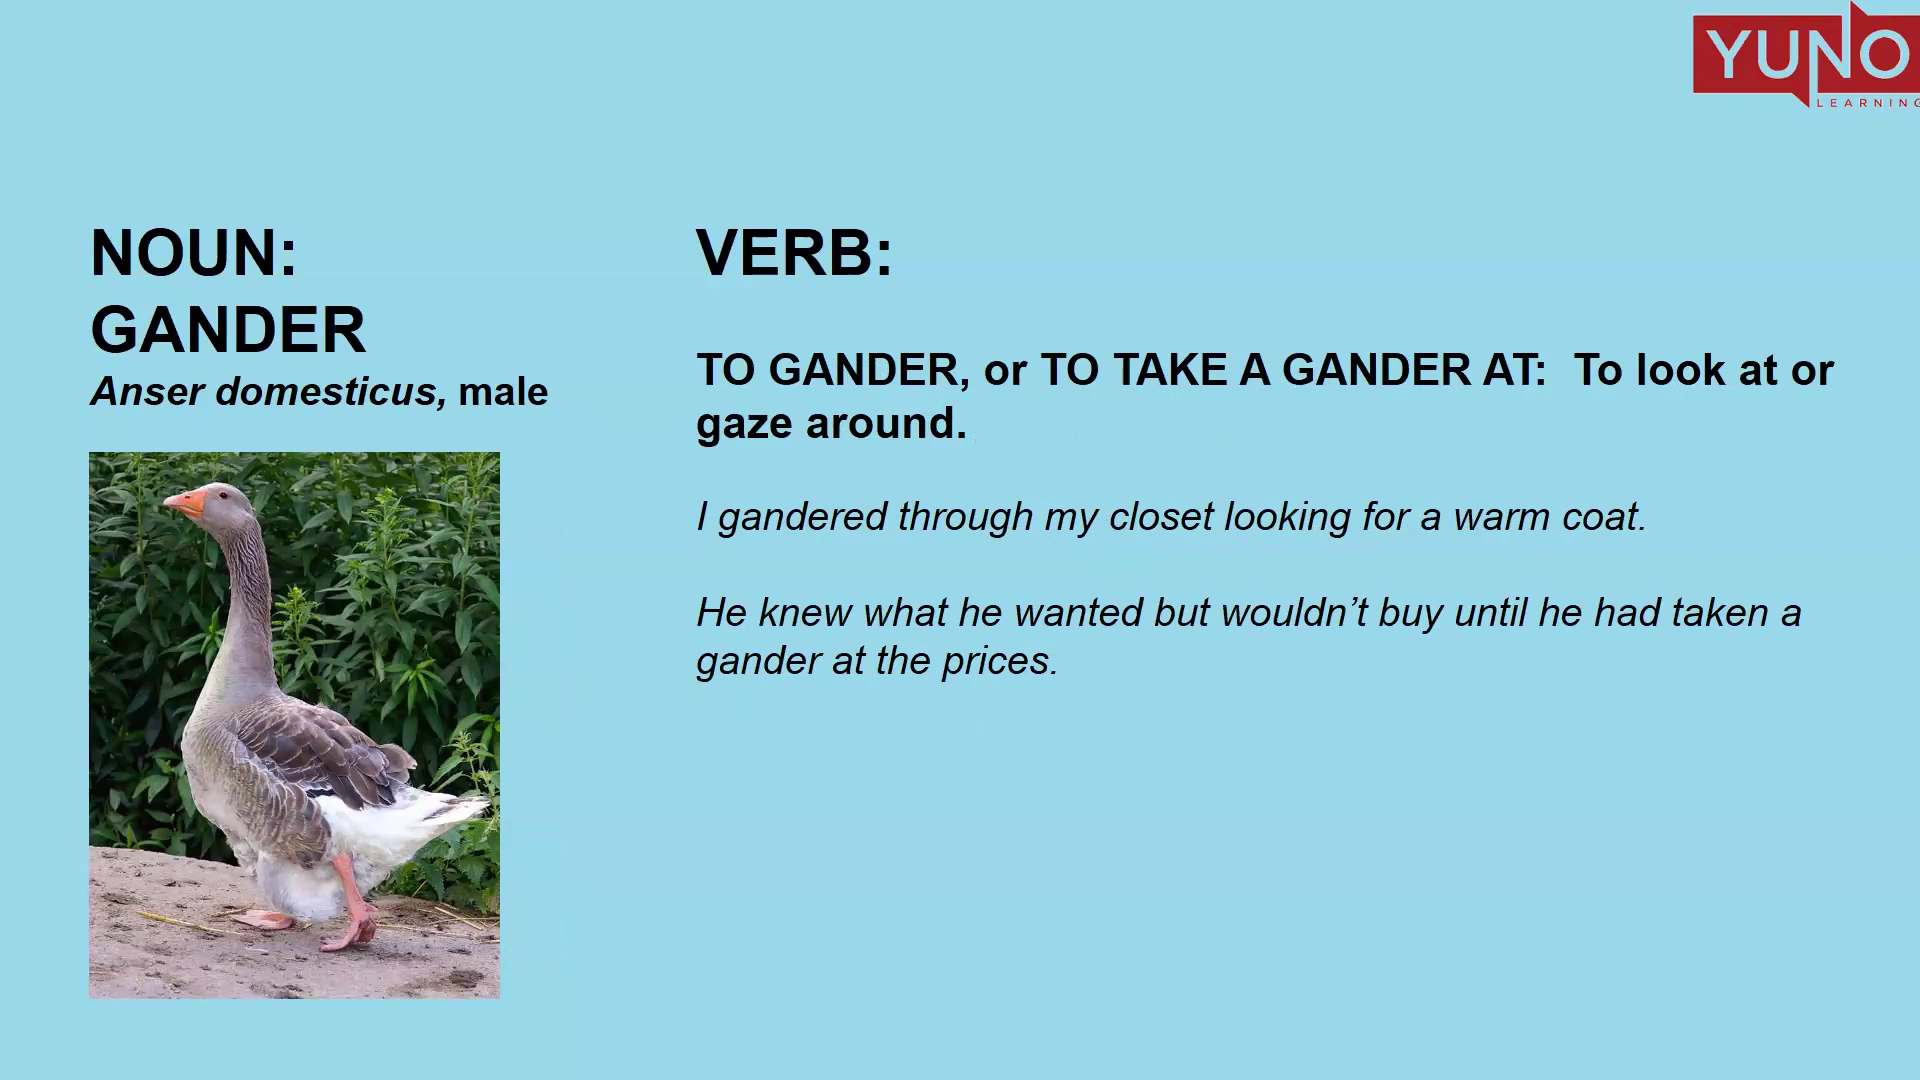 YUNO
LEARNING
NOUN:
GANDER
Anser domesticus, male
VERB:
TO GANDER, or TO TAKE A GANDER AT:  To look at or
gaze around.
I gandered through my closet looking for a warm coat.
He knew what he wanted but wouldn’t buy until he had taken a
gander at the prices.